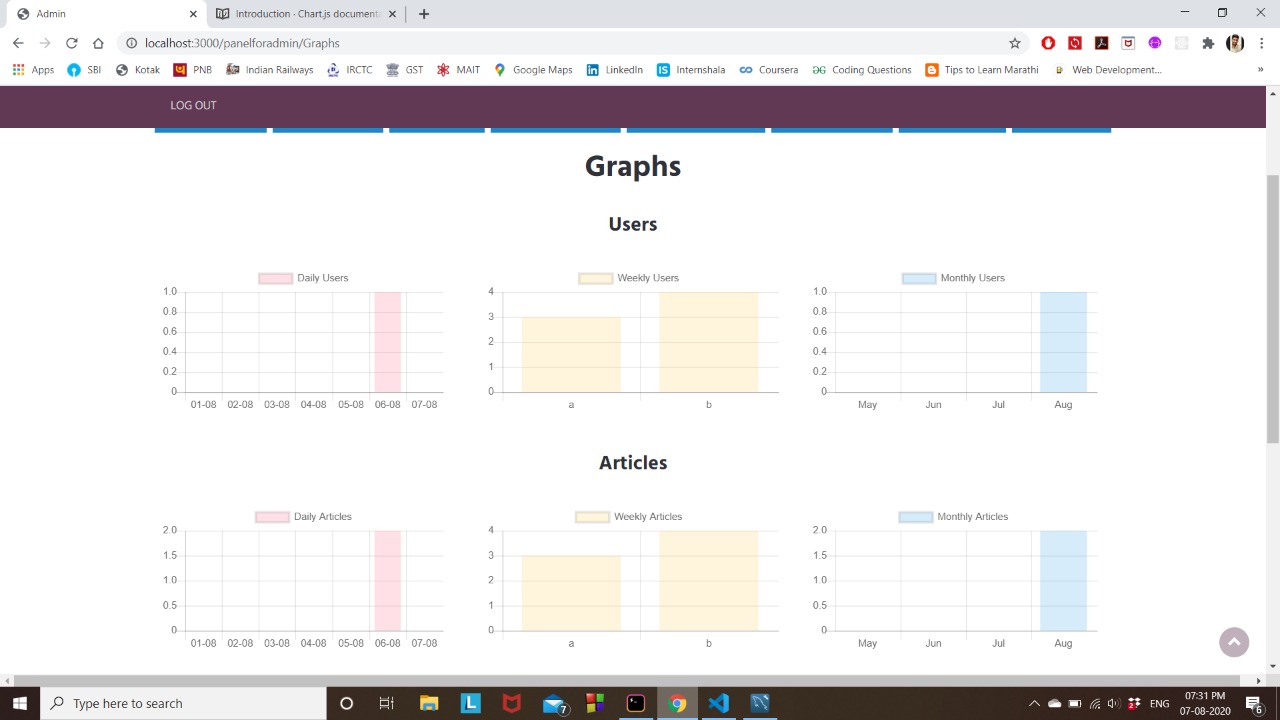 Admin
Introduction · Chart.js document
localhost:3000/panelforadmin/Graphs
Apps SBI Kotak PNB Indian Railways IRCTC GST MAIT Google Maps LinkedIn Internshala Coursera Coding Questions Tips to Learn Marathi Web Development... »
LOG OUT
Graphs
Users
Daily Users
1.0
0.8
0.6
0.4
0.2
0
01-08 02-08 03-08 04-08 05-08 06-08 07-08
Weekly Users
4
3
2
1
0
a b
Monthly Users
1.0
0.8
0.6
0.4
0.2
0
May Jun Jul Aug
Articles
Daily Articles
2.0
1.5
1.0
0.5
0
01-08 02-08 03-08 04-08 05-08 06-08 07-08
Weekly Articles
4
3
2
1
0
a b
Monthly Articles
2.0
1.5
1.0
0.5
0
May Jun Jul Aug
Type here to search
L
7
ENG
07:31 PM
07-08-2020
6